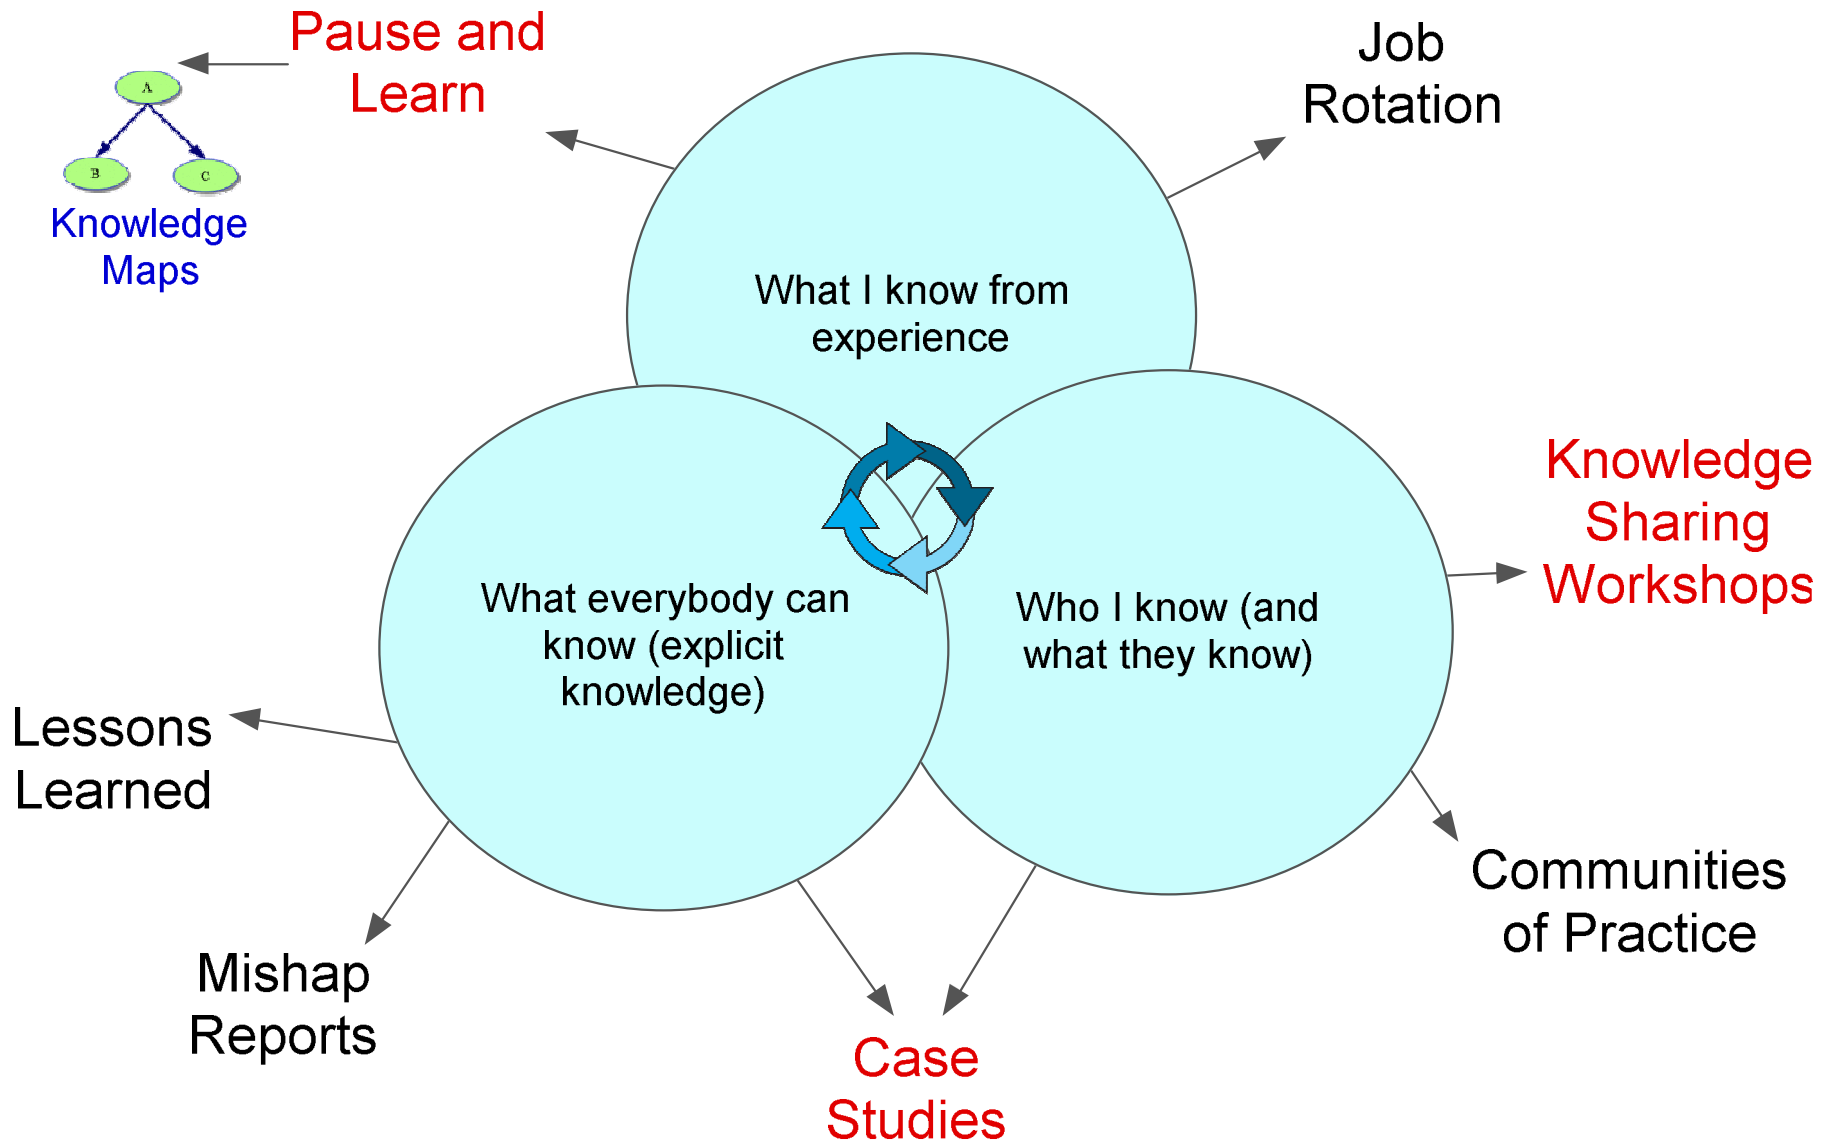 Pause and
Learn
Job
Rotation
A
B
C
Knowledge
Maps
What I know from
experience
Knowledge
Sharing
Workshops
What everybody can
know (explicit
knowledge)
Who I know (and
what they know)
Lessons
Learned
Communities
of Practice
Mishap
Reports
Case
Studies